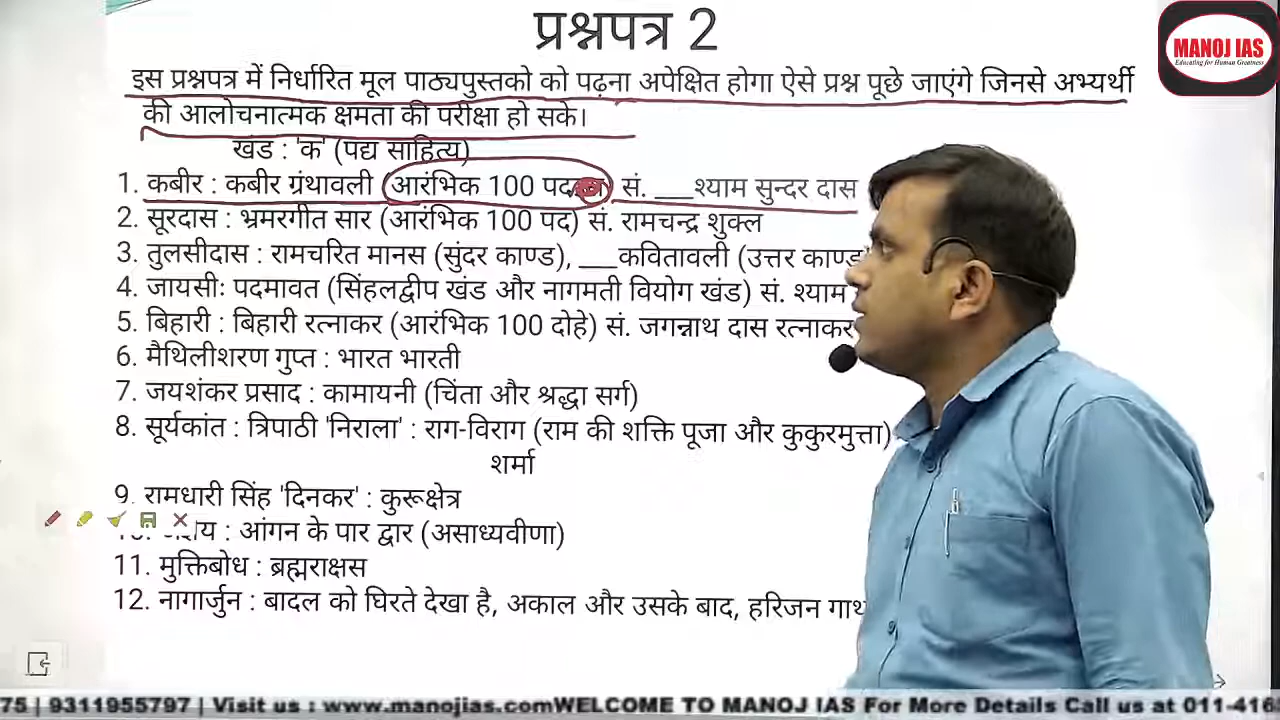 प्रश्नपत्र 2
MANOJ IAS
Educating for Human Greatness
इस प्रश्नपत्र में निर्धारित मूल पाठ्यपुस्तको को पढ़ना अपेक्षित होगा ऐसे प्रश्न पूछे जाएंगे जिनसे अभ्यर्थी
की आलोचनात्मक क्षमता की परीक्षा हो सके।
खंड : 'क' (पद्य साहित्य)
1. कबीर : कबीर ग्रंथावली (आरंभिक 100 पद) सं. ___श्याम सुन्दर दास
2. सूरदास : भ्रमरगीत सार (आरंभिक 100 पद) सं. रामचन्द्र शुक्ल
3. तुलसीदास : रामचरित मानस (सुंदर काण्ड), ___कवितावली (उत्तर काण्ड
4. जायसीः पदमावत (सिंहलद्वीप खंड और नागमती वियोग खंड) सं. श्याम
5. बिहारी : बिहारी रत्नाकर (आरंभिक 100 दोहे) सं. जगन्नाथ दास रत्नाकर
6. मैथिलीशरण गुप्त : भारत भारती
7. जयशंकर प्रसाद : कामायनी (चिंता और श्रद्धा सर्ग)
8. सूर्यकांत : त्रिपाठी 'निराला' : राग-विराग (राम की शक्ति पूजा और कुकुरमुत्ता)
शर्मा
9. रामधारी सिंह 'दिनकर' : कुरूक्षेत्र
: आंगन के पार द्वार (असाध्यवीणा)
11. मुक्तिबोध : ब्रह्मराक्षस
12. नागार्जुन : बादल को घिरते देखा है, अकाल और उसके बाद, हरिजन
75 | 9311955797 | Visit us : www.manojias.comWELCOME TO MANOJ IAS For More Details Call us at 011-416